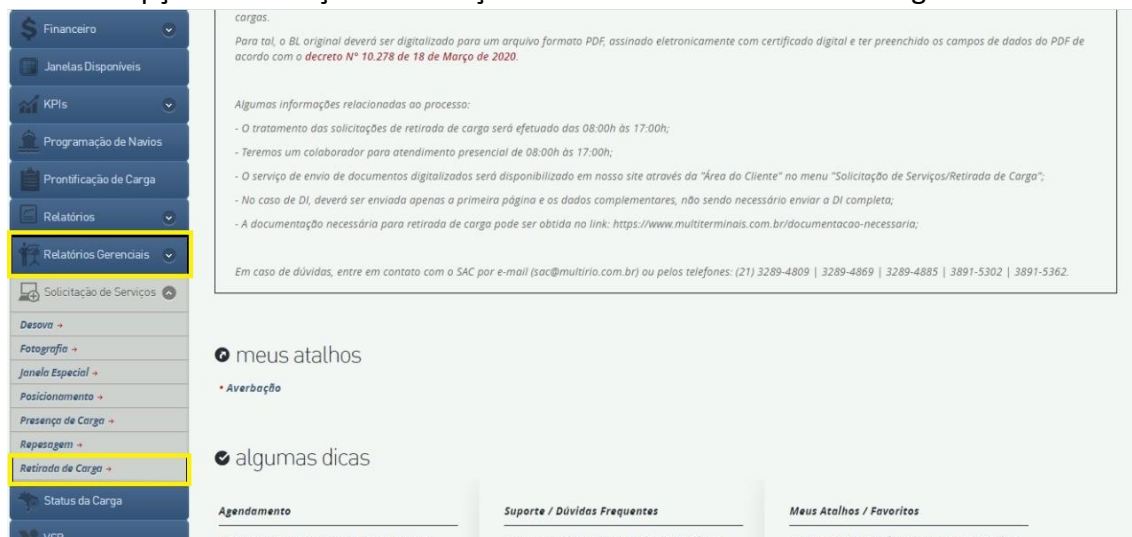 Financeiro
Janelas Disponíveis
KPIs
Programação de Navios
Prontificação de Carga
Relatórios
Relatórios Gerenciais
Solicitação de Serviços
Desova
Fotografia
Janela Especial
Posicionamento
Presença de Carga
Repesagem
Retirada de Carga
Status da Carga
cargas.
Para tal, o BL original deverá ser digitalizado para um arquivo formato PDF, assinado eletronicamente com certificado digital e ter preenchido os campos de dados do PDF de
acordo com o decreto Nº 10.278 de 18 de Março de 2020.
Algumas informações relacionadas ao processo:
- O tratamento das solicitações de retirada de carga será efetuado das 08:00h às 17:00h;
- Teremos um colaborador para atendimento presencial de 08:00h às 17:00h;
- O serviço de envio de documentos digitalizados será disponibilizado em nosso site através da "Área do Cliente" no menu "Solicitação de Serviços/Retirada de Carga";
- No caso de DI, deverá ser enviada apenas a primeira página e os dados complementares, não sendo necessário enviar a DI completa;
- A documentação necessária para retirada de carga pode ser obtida no link: https://www.multiterminais.com.br/documentacao-necessaria;
Em caso de dúvidas, entre em contato com o SAC por e-mail (sac@multirio.com.br) ou pelos telefones: (21) 3289-4809 | 3289-4869 | 3289-4885 | 3891-5302 | 3891-5362.
meus atalhos
• Averbação
algumas dicas
Agendamento
Suporte / Dúvidas Frequentes
Meus Atalhos / Favoritos